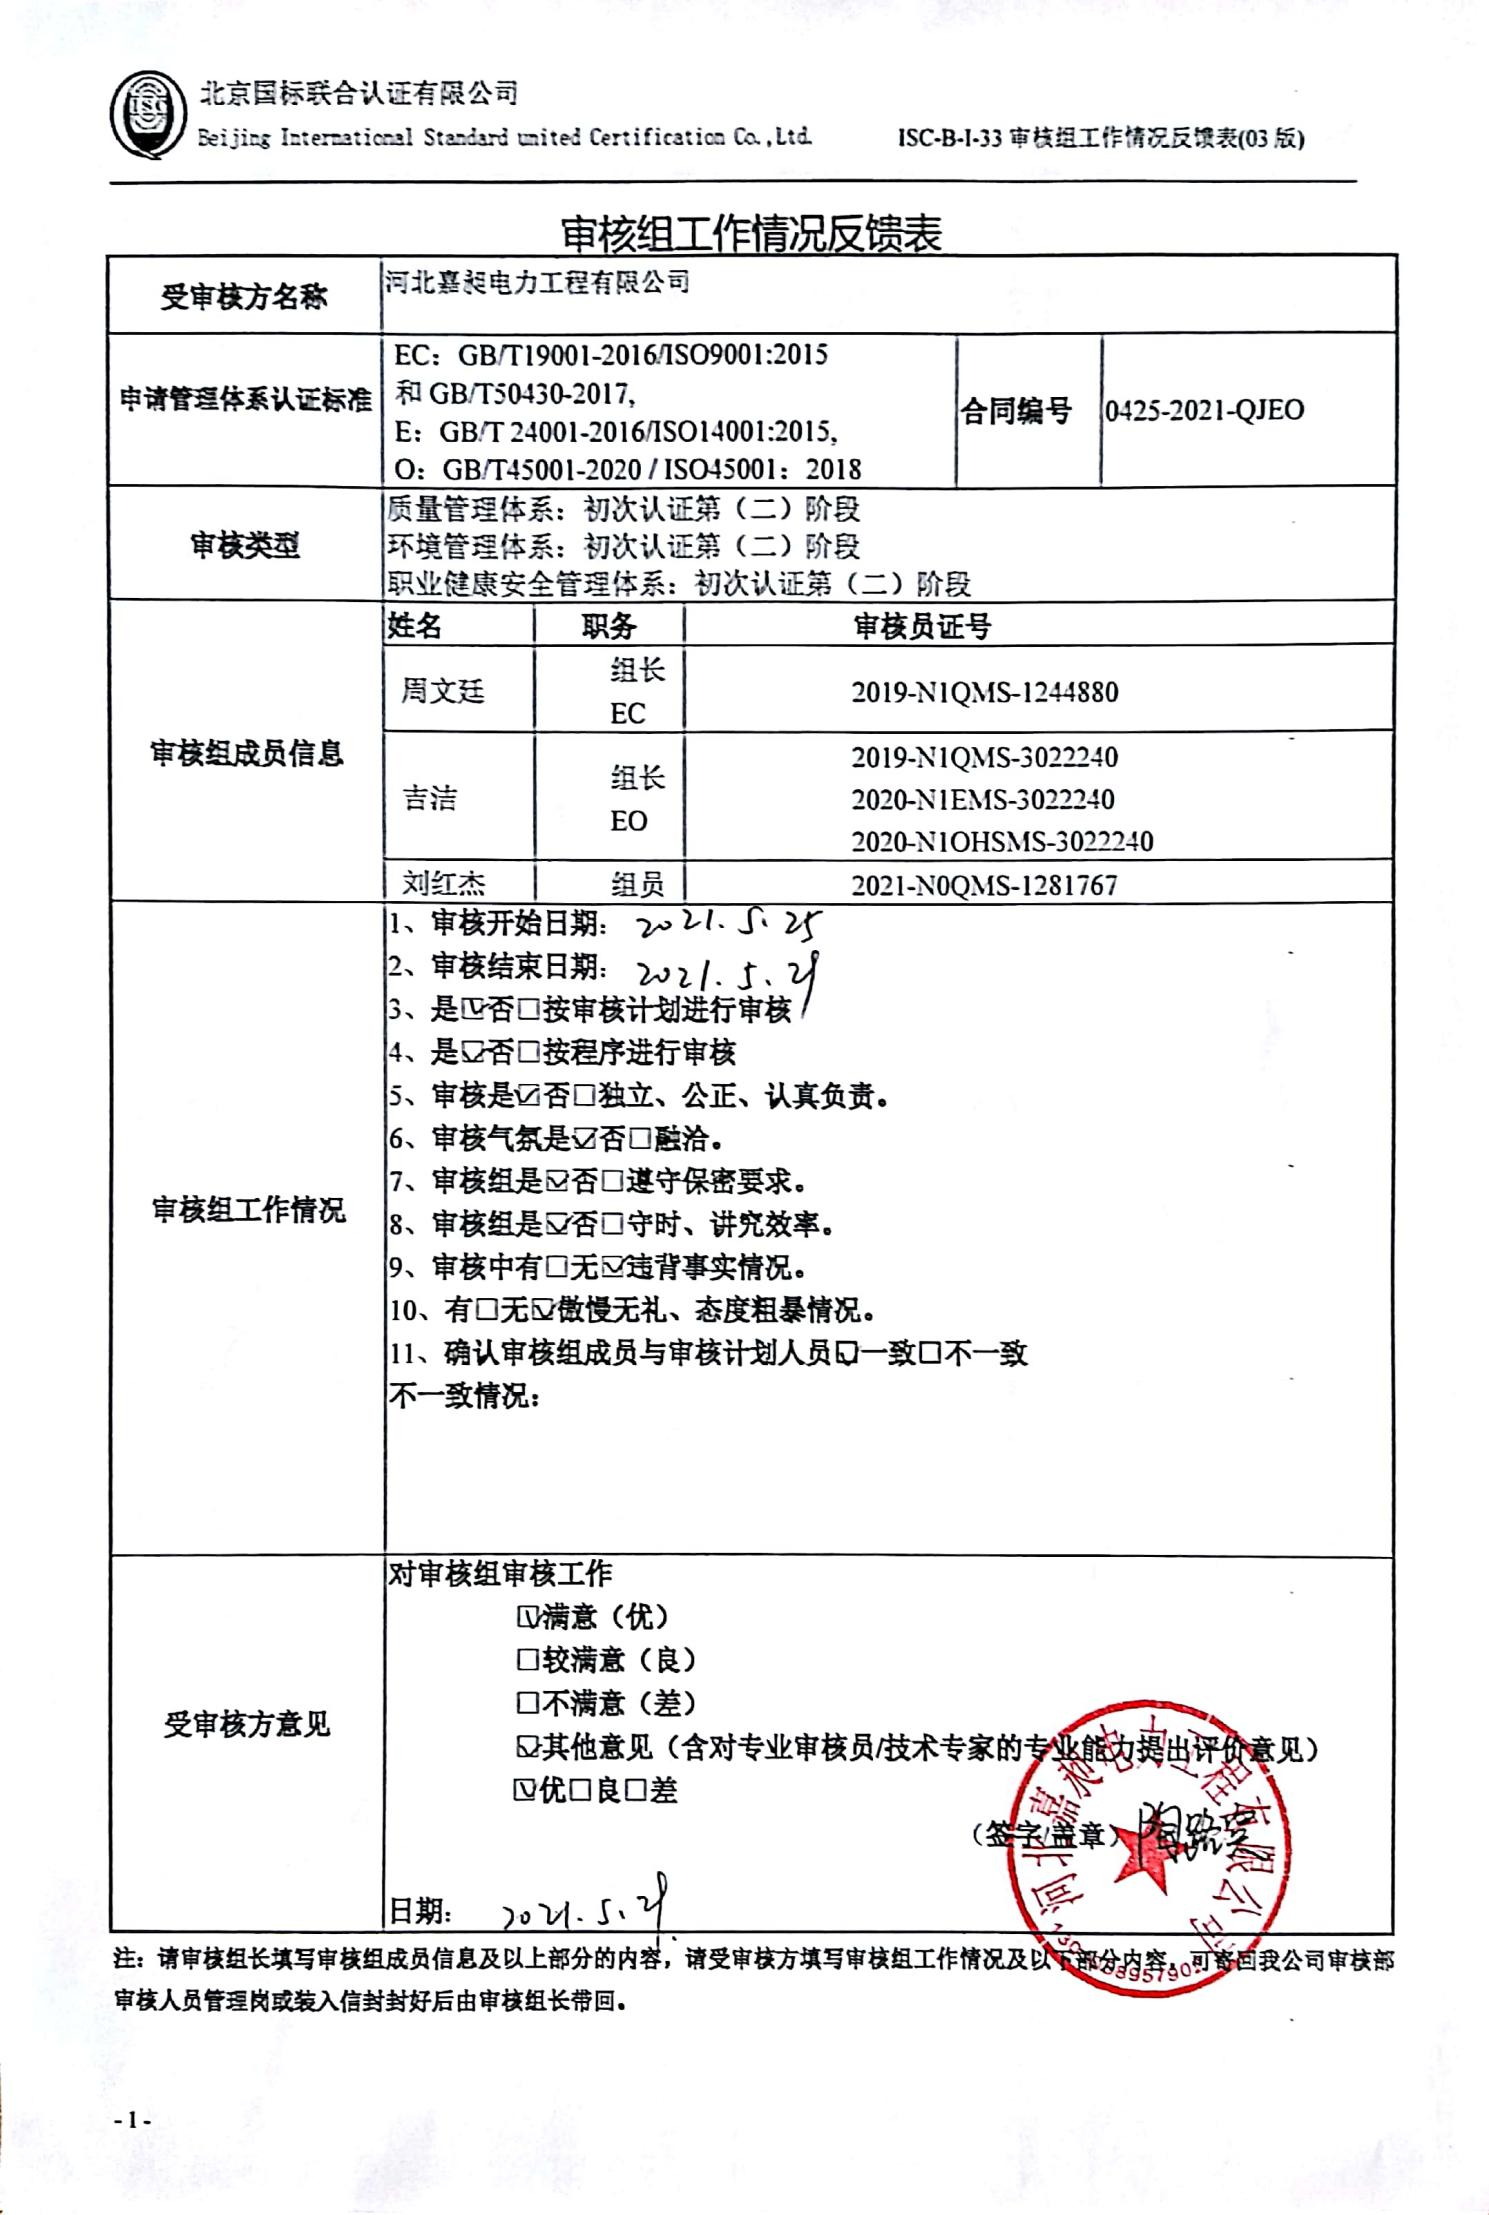 ISC
北京国标联合认证有限公司
Beijing International Standard united Certification Co.,Ltd.
ISC-B-I-33 审核组工作情况反馈表(03 版)
审核组工作情况反馈表
受审核方名称
河北嘉昶电力工程有限公司
申请管理体系认证标准
EC：GB/T19001-2016/ISO9001:2015
和 GB/T50430-2017,
E：GB/T 24001-2016/ISO14001:2015,
O：GB/T45001-2020 / ISO45001：2018
合同编号
0425-2021-QJEO
审核类型
质量管理体系：初次认证第（二）阶段
环境管理体系：初次认证第（二）阶段
职业健康安全管理体系：初次认证第（二）阶段
审核组成员信息
姓名 职务 审核员证号
周文廷
组长
EC
2019-N1QMS-1244880
吉洁
组长
EO
2019-N1QMS-3022240
2020-N1EMS-3022240
2020-N1OHSMS-3022240
刘红杰 组员 2021-N0QMS-1281767
审核组工作情况
1、审核开始日期： 2021.5.25
2、审核结束日期： 2021.5.29
3、是☑否□按审核计划进行审核
4、是☑否□按程序进行审核
5、审核是☑否□独立、公正、认真负责。
6、审核气氛是☑否□融洽。
7、审核组是☑否□遵守保密要求。
8、审核组是☑否□守时、讲究效率。
9、审核中有□无☑违背事实情况。
10、有□无☑傲慢无礼、态度粗暴情况。
11、确认审核组成员与审核计划人员☑一致□不一致
不一致情况：
受审核方意见
对审核组审核工作
☑满意（优）
□较满意（良）
□不满意（差）
☑其他意见（含对专业审核员/技术专家的专业能力提出评价意见）
☑优□良□差
（签字/盖章）
河北嘉昶电力工程有限公司
日期： 2021.5.29
注：请审核组长填写审核组成员信息及以上部分的内容，请受审核方填写审核组工作情况及以下部分内容，可寄回我公司审核部
审核人员管理岗或装入信封封好后由审核组长带回。
- 1 -